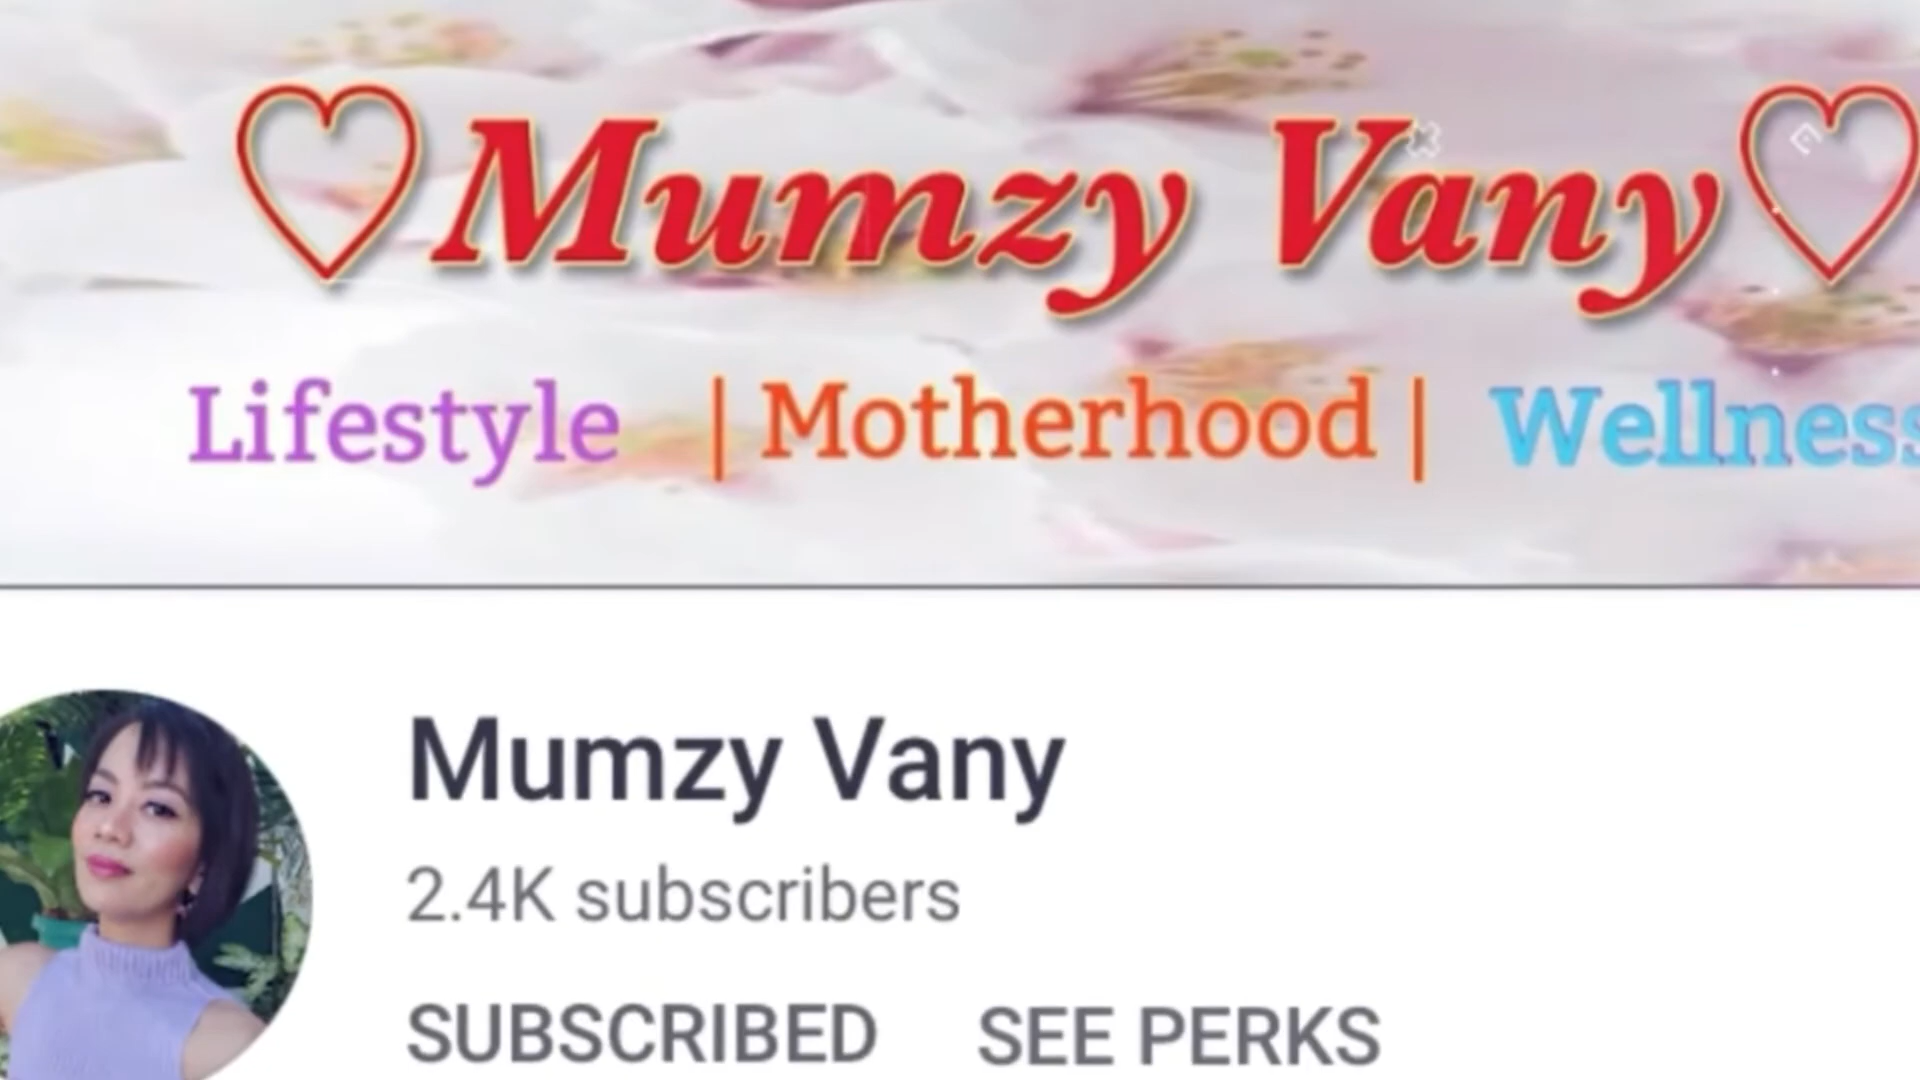 ♡Mumzy Vany♡
Lifestyle | Motherhood | Wellness
Mumzy Vany
2.4K subscribers
SUBSCRIBED SEE PERKS